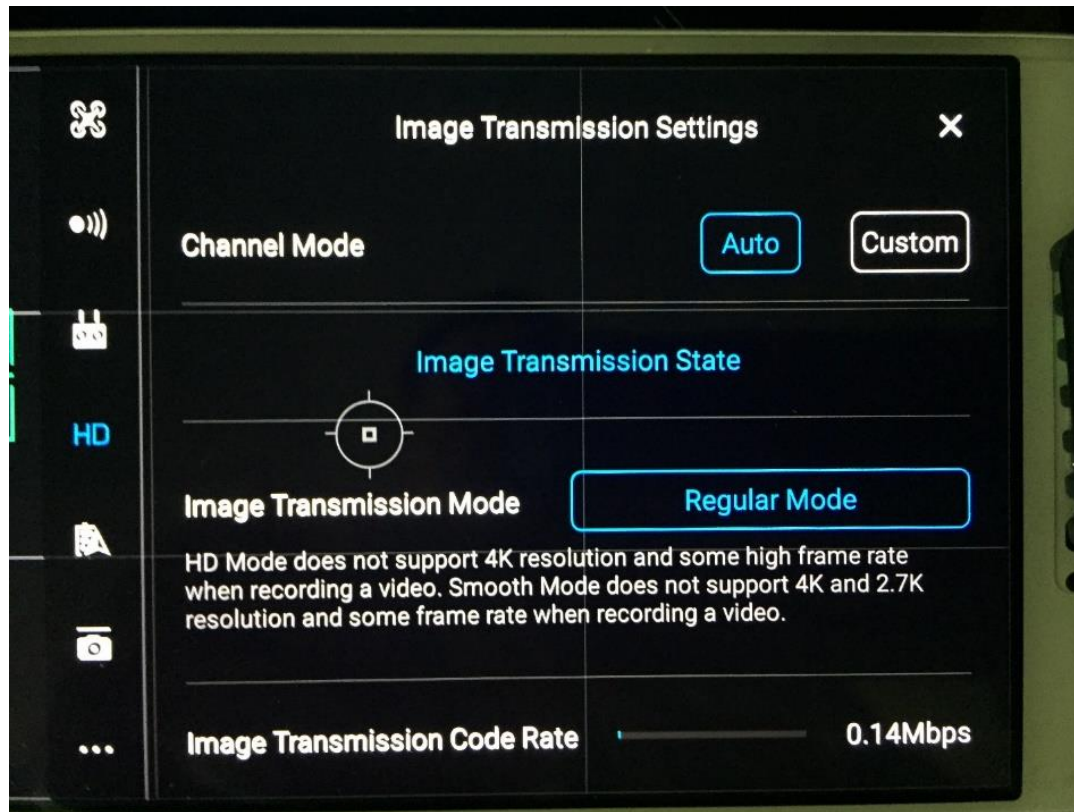 Image Transmission Settings
Channel Mode Auto Custom
Image Transmission State
HD
Image Transmission Mode Regular Mode
HD Mode does not support 4K resolution and some high frame rate
when recording a video. Smooth Mode does not support 4K and 2.7K
resolution and some frame rate when recording a video.
Image Transmission Code Rate 0.14Mbps